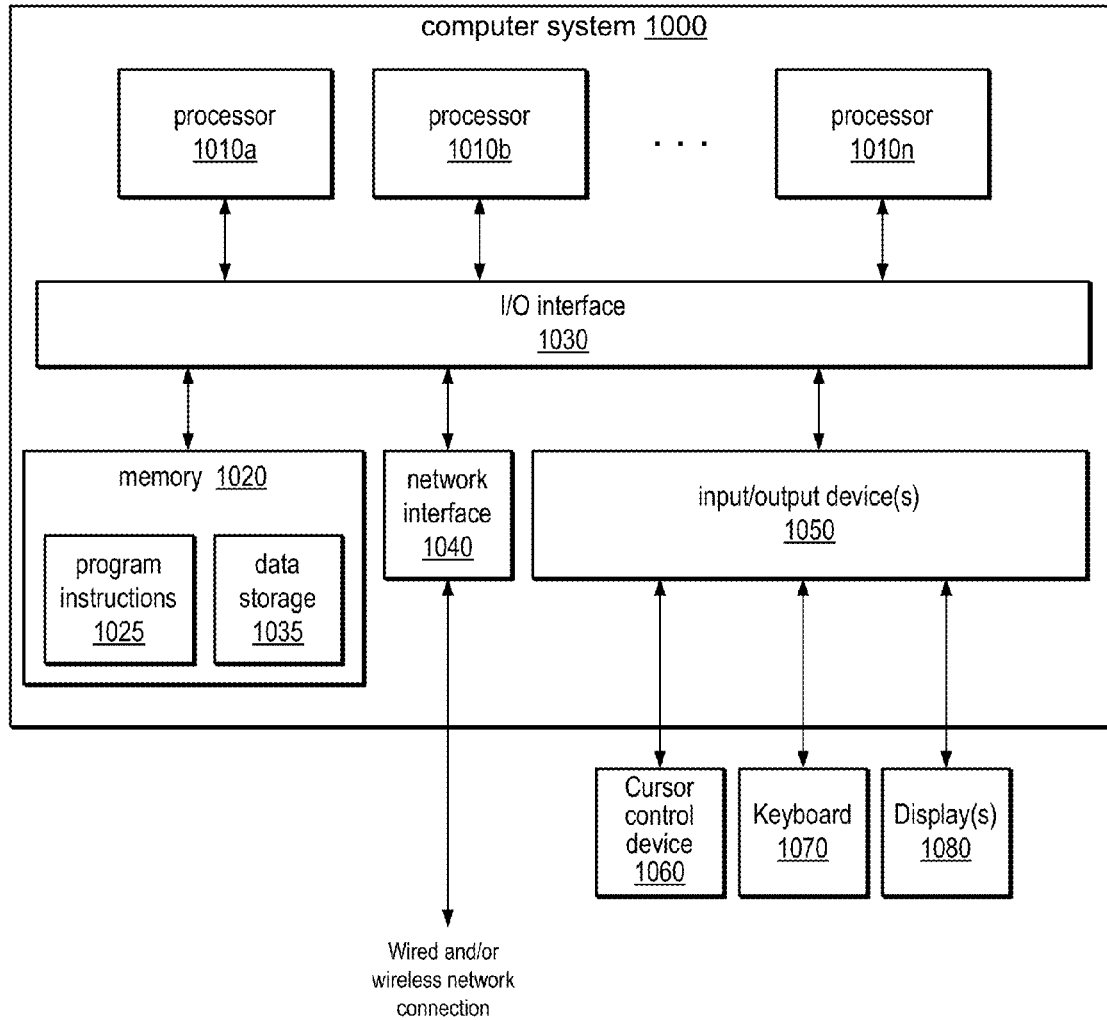 computer system 1000
processor
1010a
processor
1010b
. . .
processor
1010n
I/O interface
1030
memory 1020
program
instructions
1025
data
storage
1035
network
interface
1040
input/output device(s)
1050
Cursor
control
device
1060
Keyboard
1070
Display(s)
1080
Wired and/or
wireless network
connection